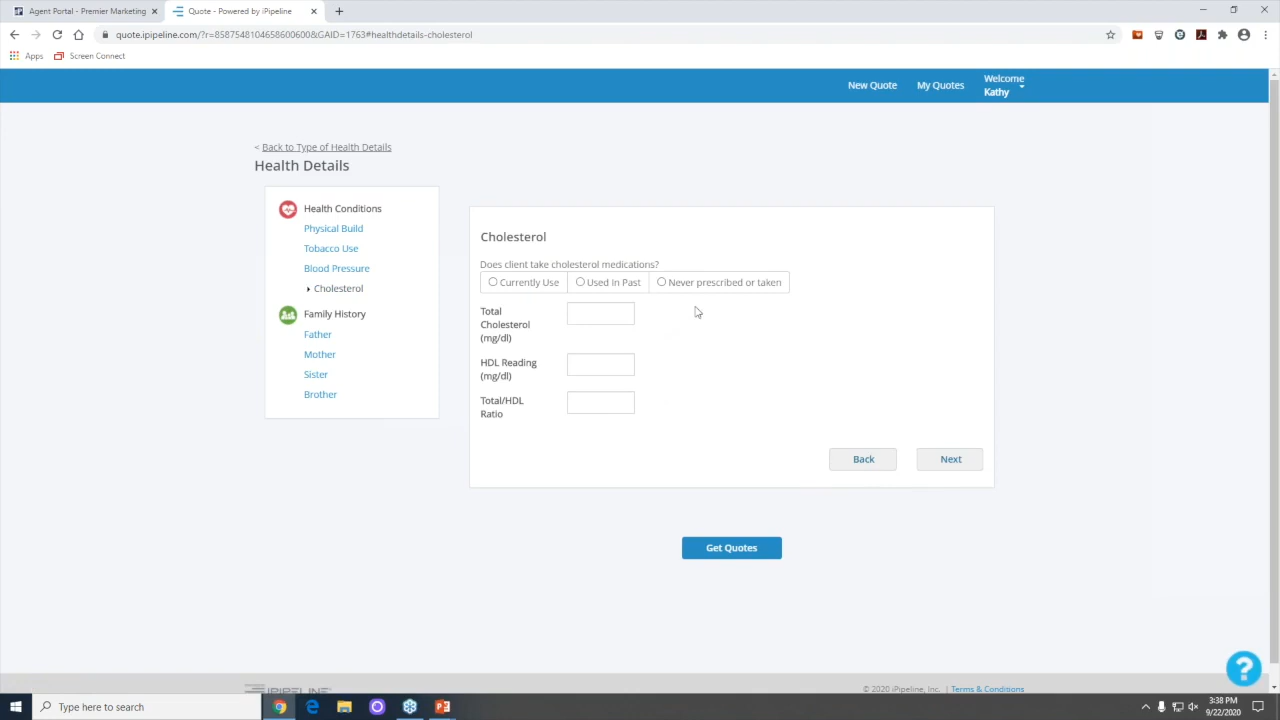 Agent Portal - Premier Marketing
Quote - Powered by iPipeline
quote.ipipeline.com/?r=8587548104658600600&GAID=1763#healthdetails-cholesterol
Apps
Screen Connect
New Quote
My Quotes
Welcome
Kathy
< Back to Type of Health Details
Health Details
Health Conditions
Physical Build
Tobacco Use
Blood Pressure
Cholesterol
Family History
Father
Mother
Sister
Brother
Cholesterol
Does client take cholesterol medications?
Currently Use
Used In Past
Never prescribed or taken
Total
Cholesterol
(mg/dl)
HDL Reading
(mg/dl)
Total/HDL
Ratio
Back
Next
Get Quotes
?
IPIPELINE
© 2020 iPipeline, Inc. | Terms & Conditions
Type here to search
3:38 PM
9/22/2020